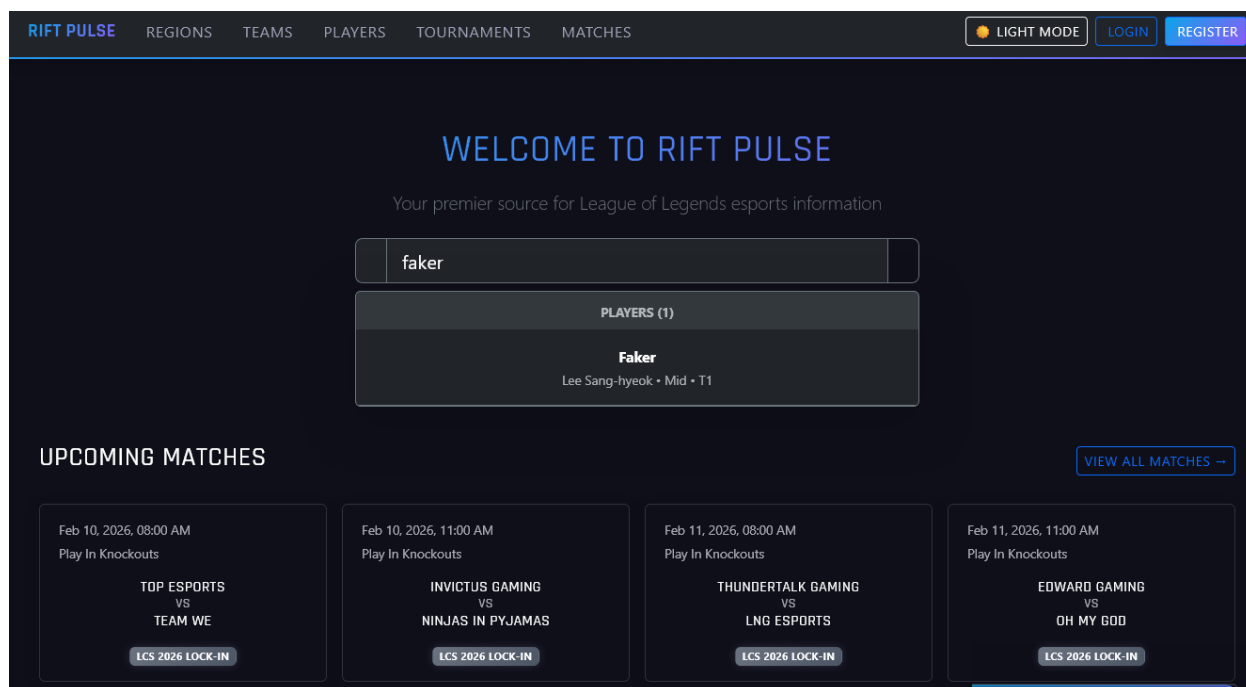 RIFT PULSE REGIONS TEAMS PLAYERS TOURNAMENTS MATCHES LIGHT MODE LOGIN REGISTER
WELCOME TO RIFT PULSE
Your premier source for League of Legends esports information
faker
PLAYERS (1)
Faker
Lee Sang-hyeok • Mid • T1
UPCOMING MATCHES
VIEW ALL MATCHES →
Feb 10, 2026, 08:00 AM
Play In Knockouts
TOP ESPORTS
VS
TEAM WE
LCS 2026 LOCK-IN
Feb 10, 2026, 11:00 AM
Play In Knockouts
INVICTUS GAMING
VS
NINJAS IN PYJAMAS
LCS 2026 LOCK-IN
Feb 11, 2026, 08:00 AM
Play In Knockouts
THUNDERTALK GAMING
VS
LNG ESPORTS
LCS 2026 LOCK-IN
Feb 11, 2026, 11:00 AM
Play In Knockouts
EDWARD GAMING
VS
OH MY GOD
LCS 2026 LOCK-IN